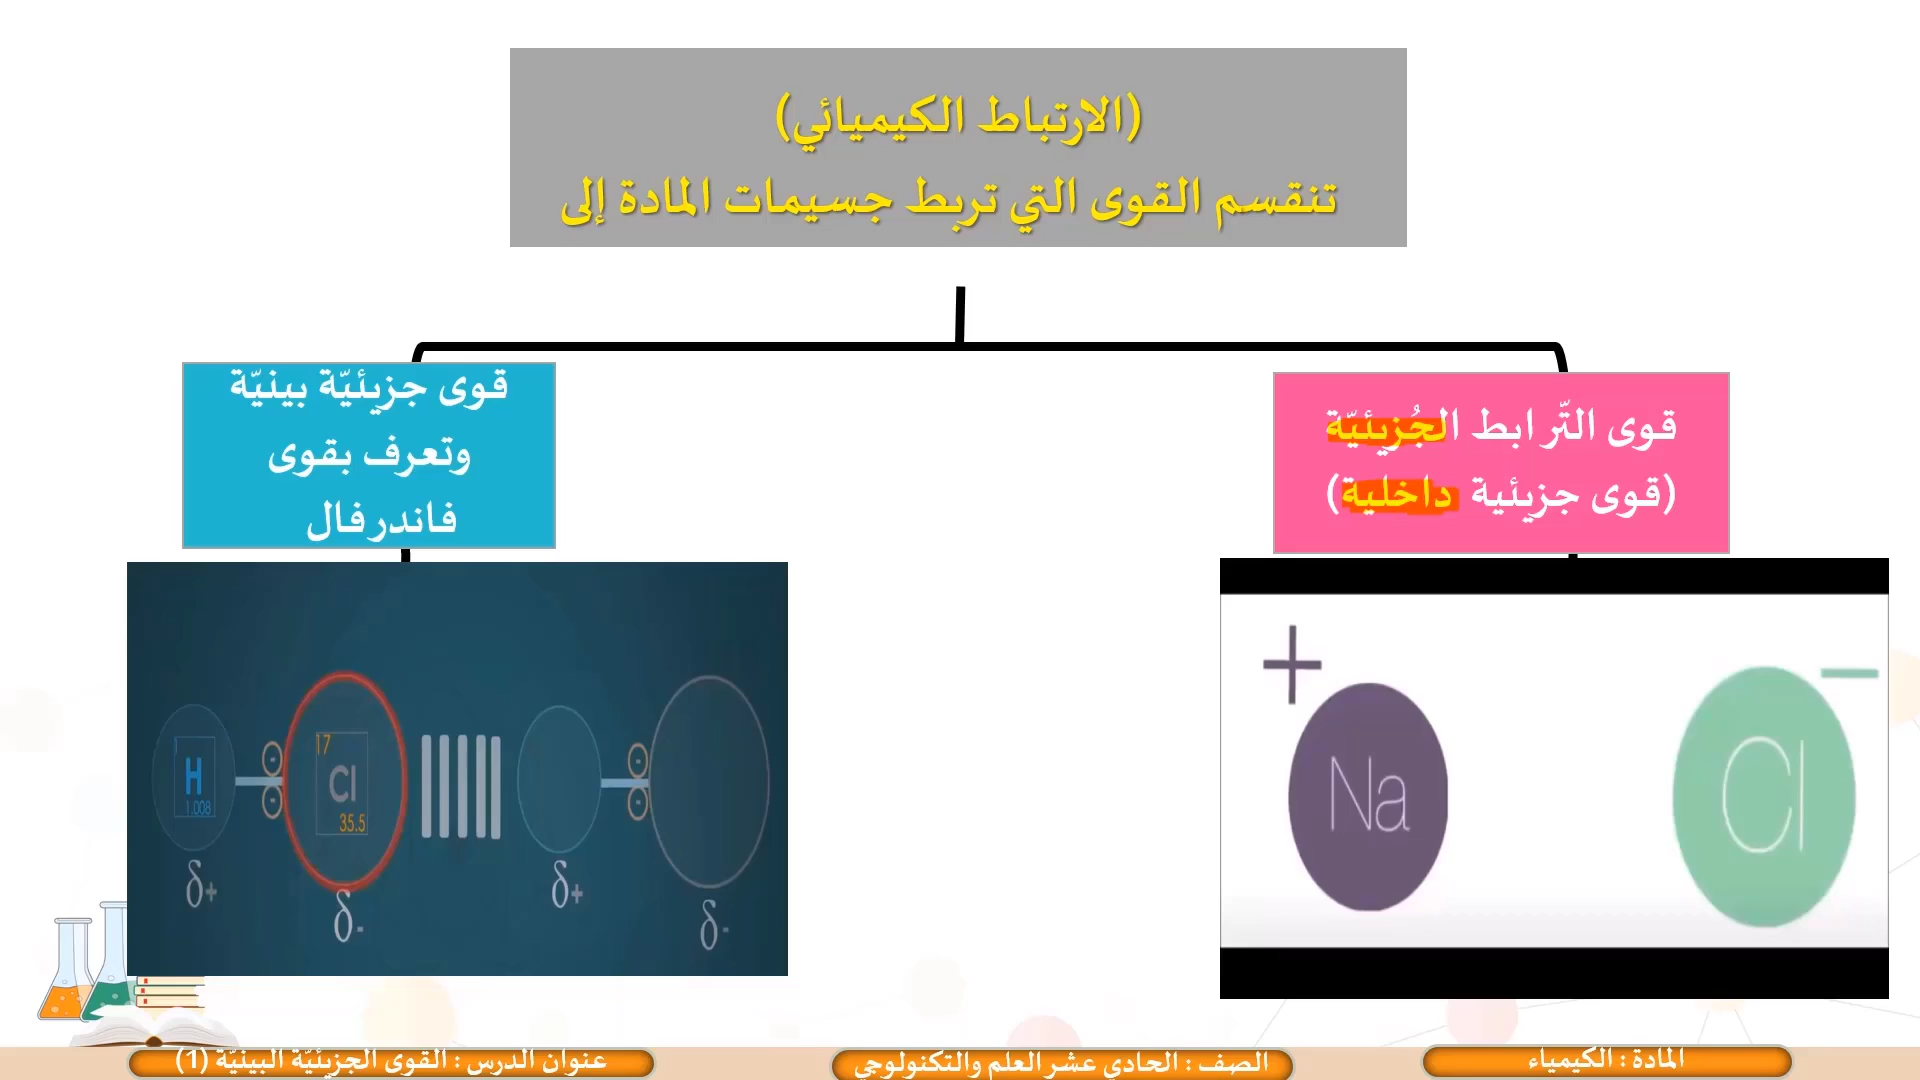 (الارتباط الكيميائي)
تنقسم القوى التي تربط جسيمات المادة إلى
قوى التّرابط الجُزيئيّة
(قوى جزيئية داخلية)
قوى جزيئيّة بينيّة
وتعرف بقوى
فاندرفال
+
−
Na
Cl
1
H
1.008
17
Cl
35.5
δ+
δ-
δ+
δ-
المادة : الكيمياء
الصف : الحادي عشر العلم والتكنولوجي
عنوان الدرس : القوى الجزيئيّة البينيّة (1)